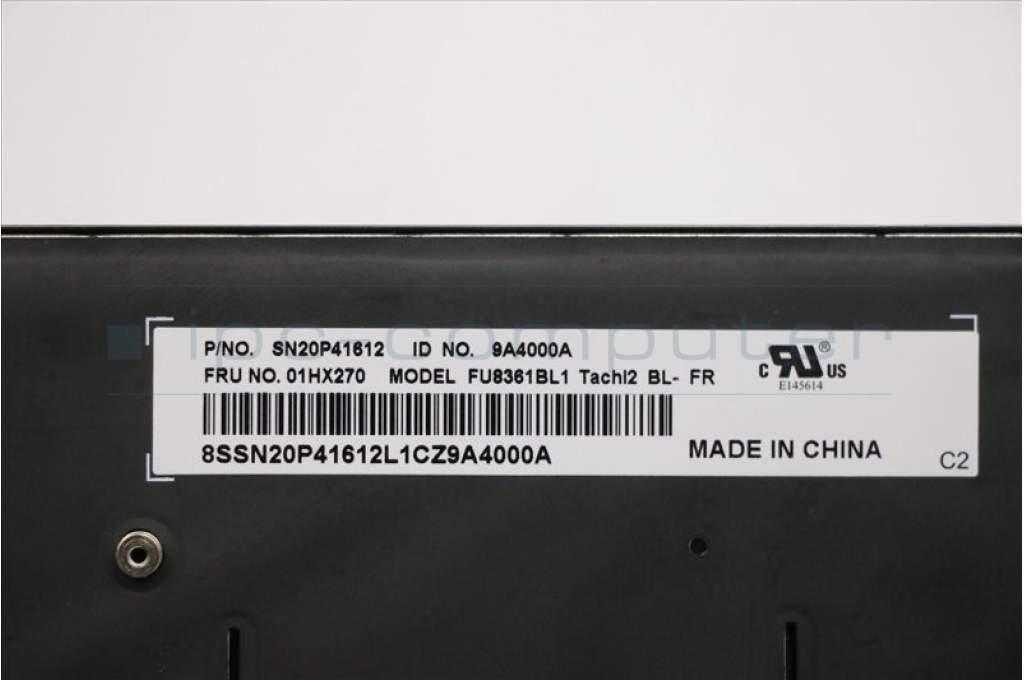 ipc-computer
P/NO. SN20P41612 ID NO. 9A4000A
FRU NO. 01HX270 MODEL FU8361BL1 Tachi2 BL- FR
C RU ® US
E145614
8SSN20P41612L1CZ9A4000A
MADE IN CHINA
C2